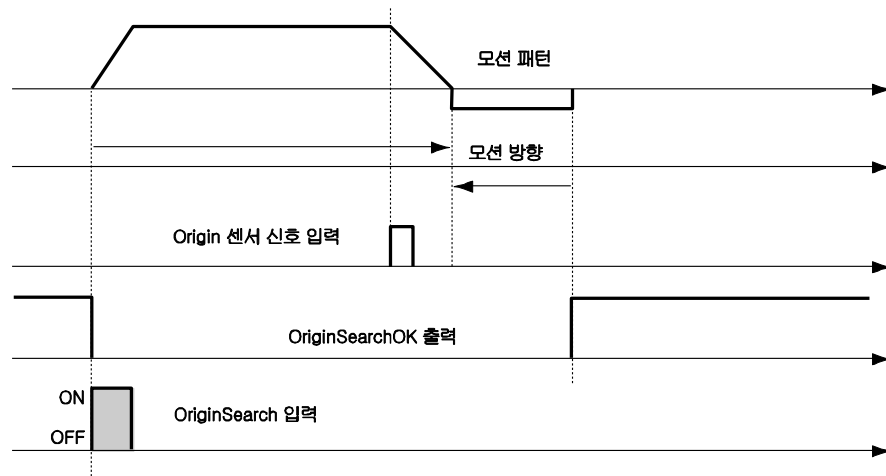 모션 패턴
모션 방향
Origin 센서 신호 입력
OriginSearchOK 출력
ON
OriginSearch 입력
OFF